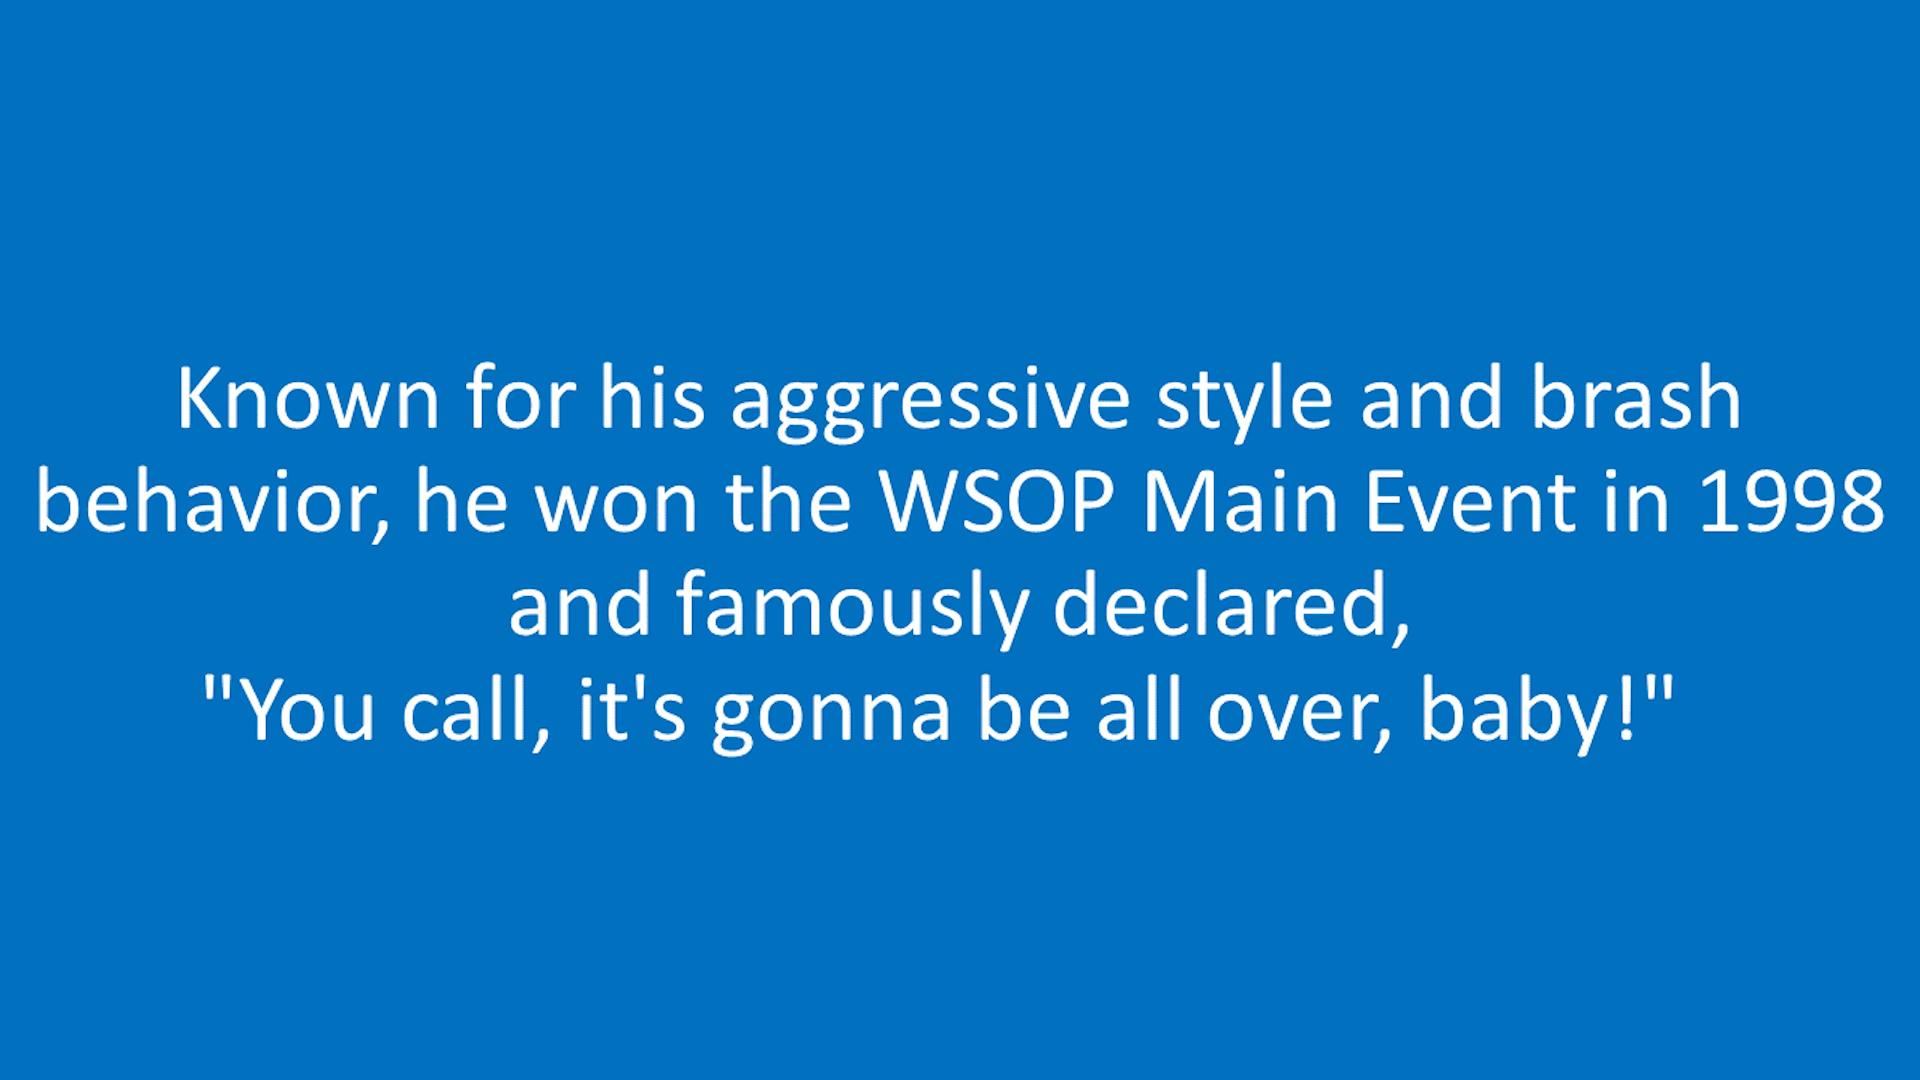 Known for his aggressive style and brash
behavior, he won the WSOP Main Event in 1998
and famously declared,
"You call, it's gonna be all over, baby!"